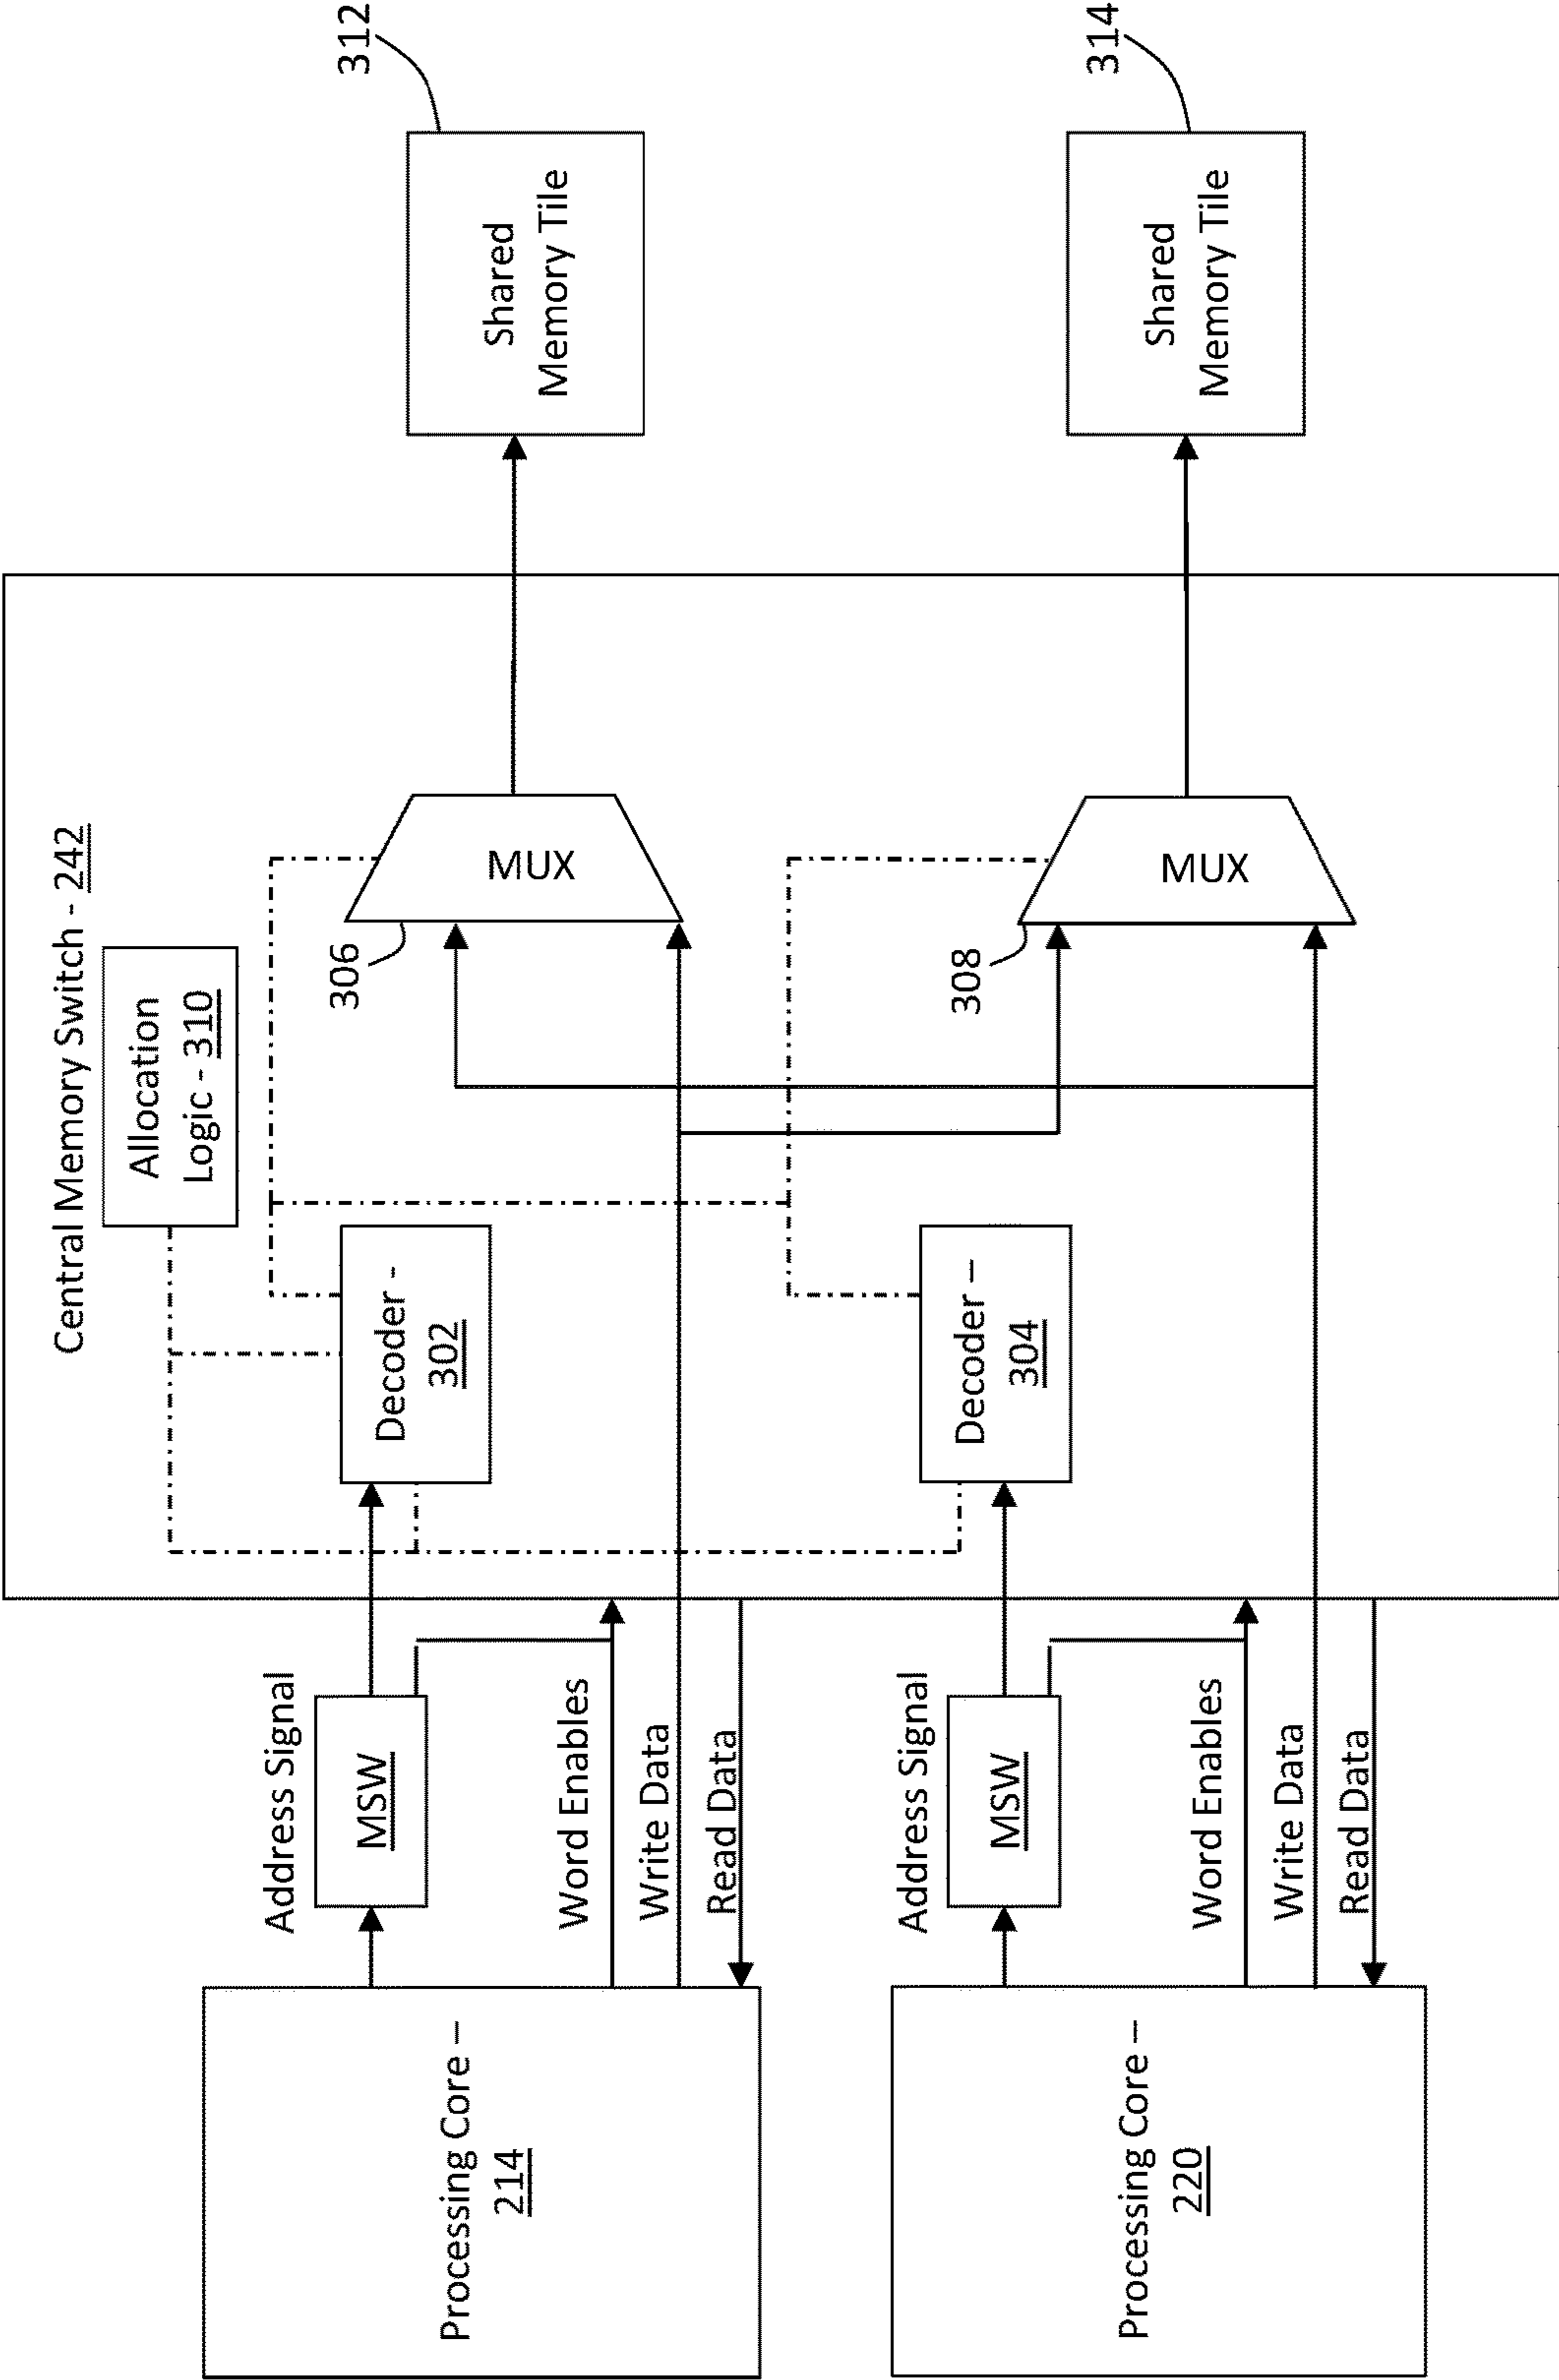 Central Memory Switch - 242
Allocation
Logic - 310
Processing Core –
214
Address Signal
MSW
Word Enables
Write Data
Read Data
Decoder -
302
306
MUX
312
Shared
Memory Tile
Processing Core –
220
Address Signal
MSW
Word Enables
Write Data
Read Data
Decoder –
304
308
MUX
314
Shared
Memory Tile